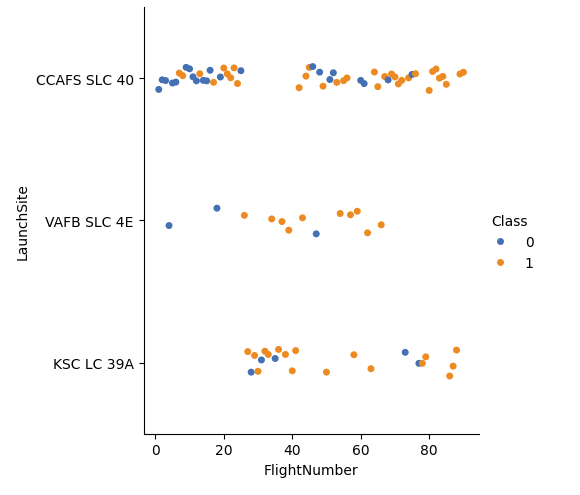 CCAFS SLC 40
VAFB SLC 4E
KSC LC 39A
LaunchSite
0 20 40 60 80
FlightNumber
Class
0
1